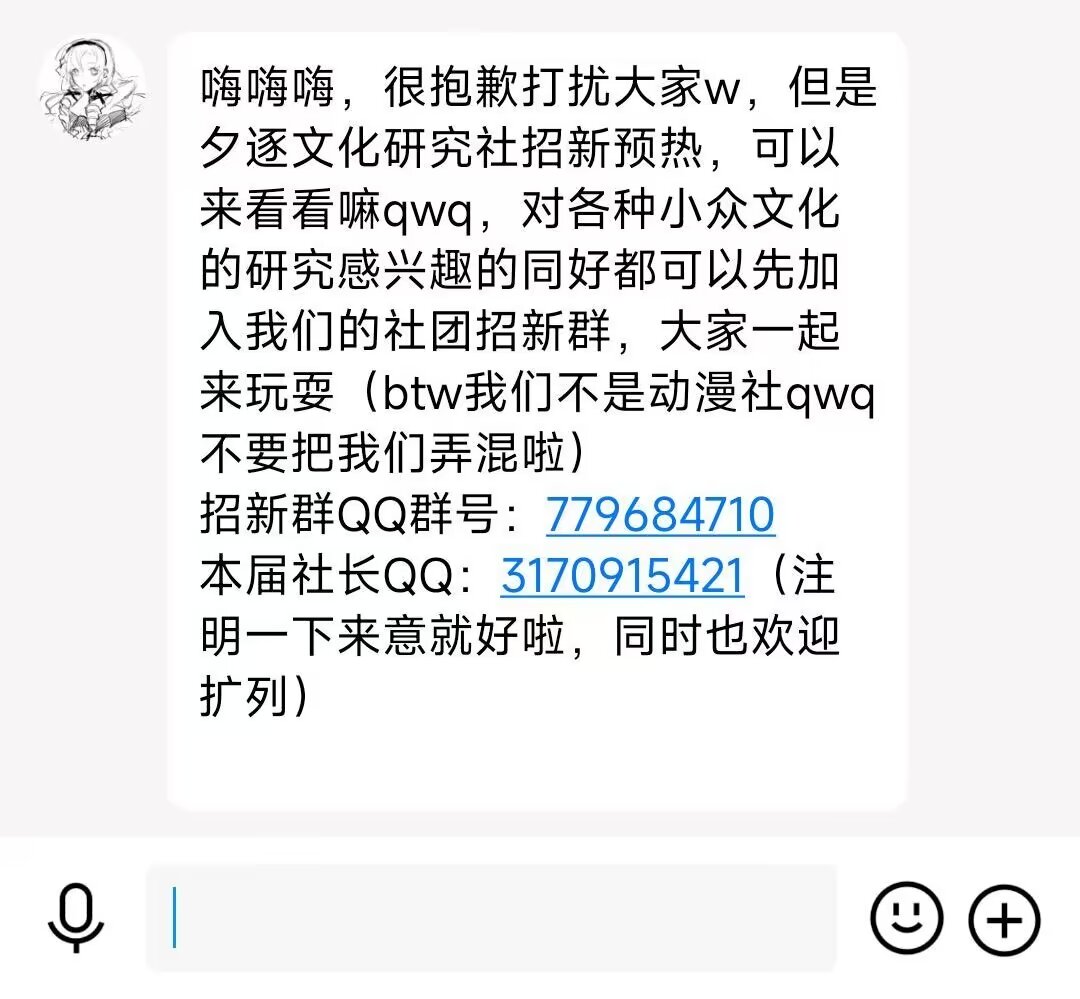 嗨嗨嗨，很抱歉打扰大家w，但是
夕逐文化研究社招新预热，可以
来看看嘛qwq，对各种小众文化
的研究感兴趣的同好都可以先加
入我们的社团招新群，大家一起
来玩耍（btw我们不是动漫社qwq
不要把我们弄混啦）
招新群QQ群号：779684710
本届社长QQ：3170915421（注
明一下来意就好啦，同时也欢迎
扩列）